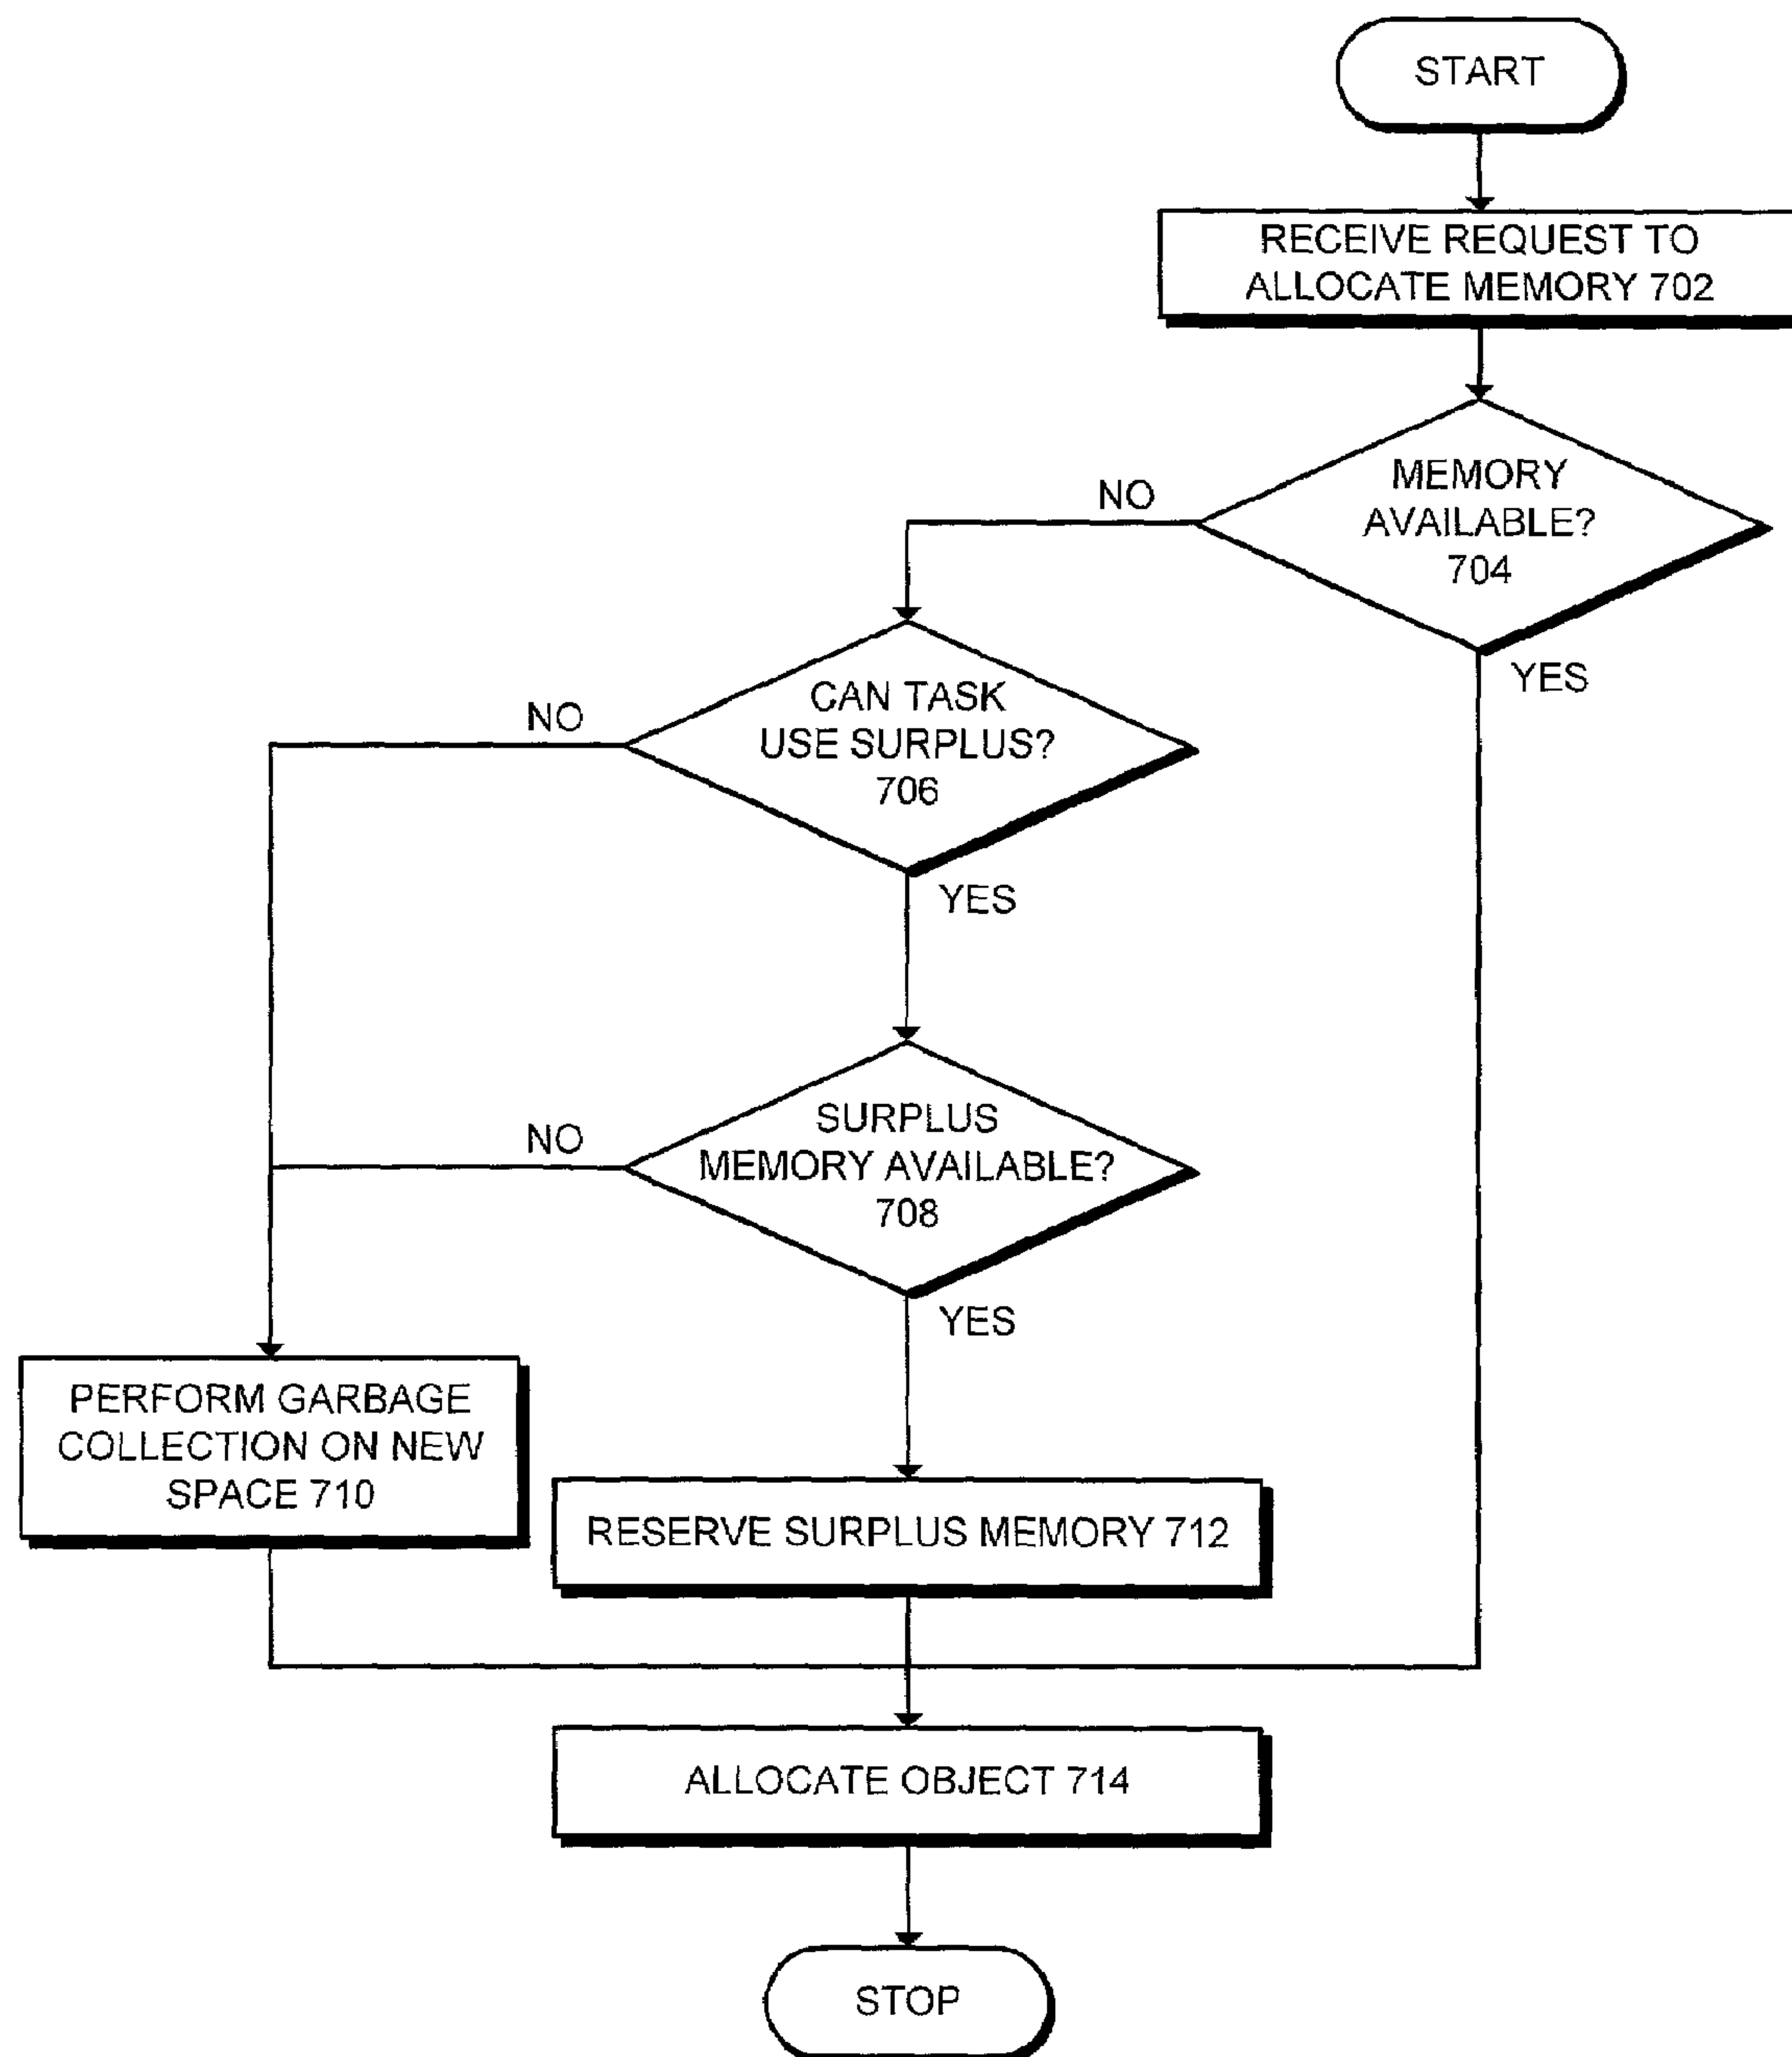 START
RECEIVE REQUEST TO
ALLOCATE MEMORY 702
MEMORY
AVAILABLE?
704
NO
YES
CAN TASK
USE SURPLUS?
706
NO
YES
SURPLUS
MEMORY AVAILABLE?
708
NO
YES
PERFORM GARBAGE
COLLECTION ON NEW
SPACE 710
RESERVE SURPLUS MEMORY 712
ALLOCATE OBJECT 714
STOP